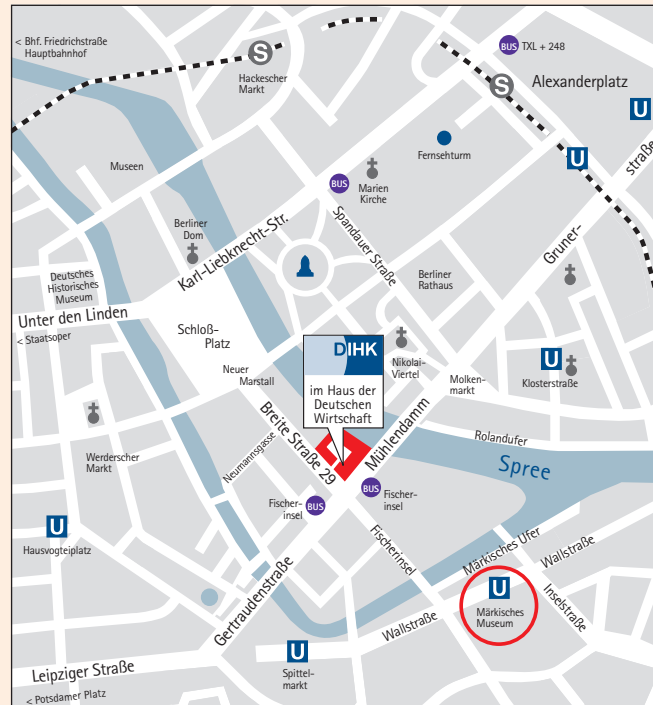 < Bhf. Friedrichstraße
Hauptbahnhof
S
Hackescher
Markt
BUS TXL + 248
S
Alexanderplatz
U
U
Fernsehturm
Museen
BUS
Marien
Kirche
Berliner
Dom
Karl-Liebknecht-Str.
Spandauer Straße
Gruner-
straße
Deutsches
Historisches
Museum
Berliner
Rathaus
Unter den Linden
< Staatsoper
Schloß-
Platz
DIHK
im Haus der
Deutschen
Wirtschaft
Nikolai-
Viertel
U
Klosterstraße
Neuer
Marstall
Molken-
markt
Breite Straße 29
Mühlendamm
Rolandufer
Neumannsgasse
Werderscher
Markt
Spree
BUS
Fischer-
insel
Fischer-
insel
BUS
U
Hausvogteiplatz
Fischerinsel
Märkisches Ufer
Wallstraße
Gertraudenstraße
U
Märkisches
Museum
Inselstraße
Wallstraße
U
Spittel-
markt
Leipziger Straße
< Potsdamer Platz